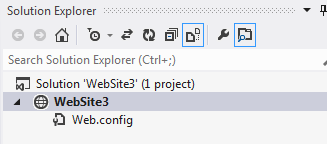 Solution Explorer
Search Solution Explorer (Ctrl+;)
Solution 'WebSite3' (1 project)
WebSite3
Web.config